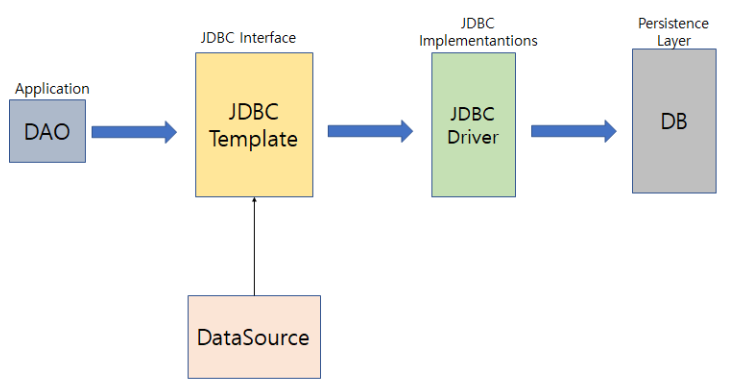 Application
DAO
JDBC Interface
JDBC
Template
JDBC
Implementantions
JDBC
Driver
Persistence
Layer
DB
DataSource